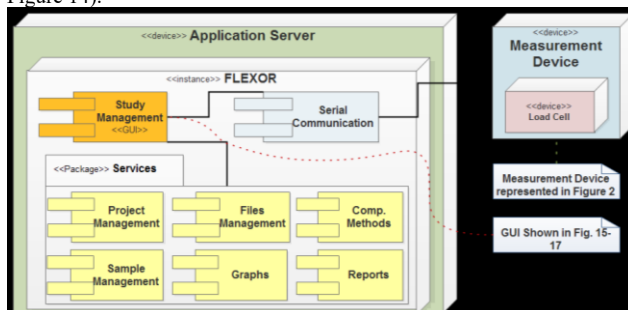 Figure 14).
<<device>> Application Server
<<instance>> FLEXOR
Study
Management
<<GUI>>
Serial
Communication
<<Package>> Services
Project
Management
Files
Management
Comp.
Methods
Sample
Management
Graphs
Reports
<<device>>
Measurement
Device
<<device>>
Load Cell
Measurement Device
represented in Figure 2
GUI Shown in Fig. 15-
17